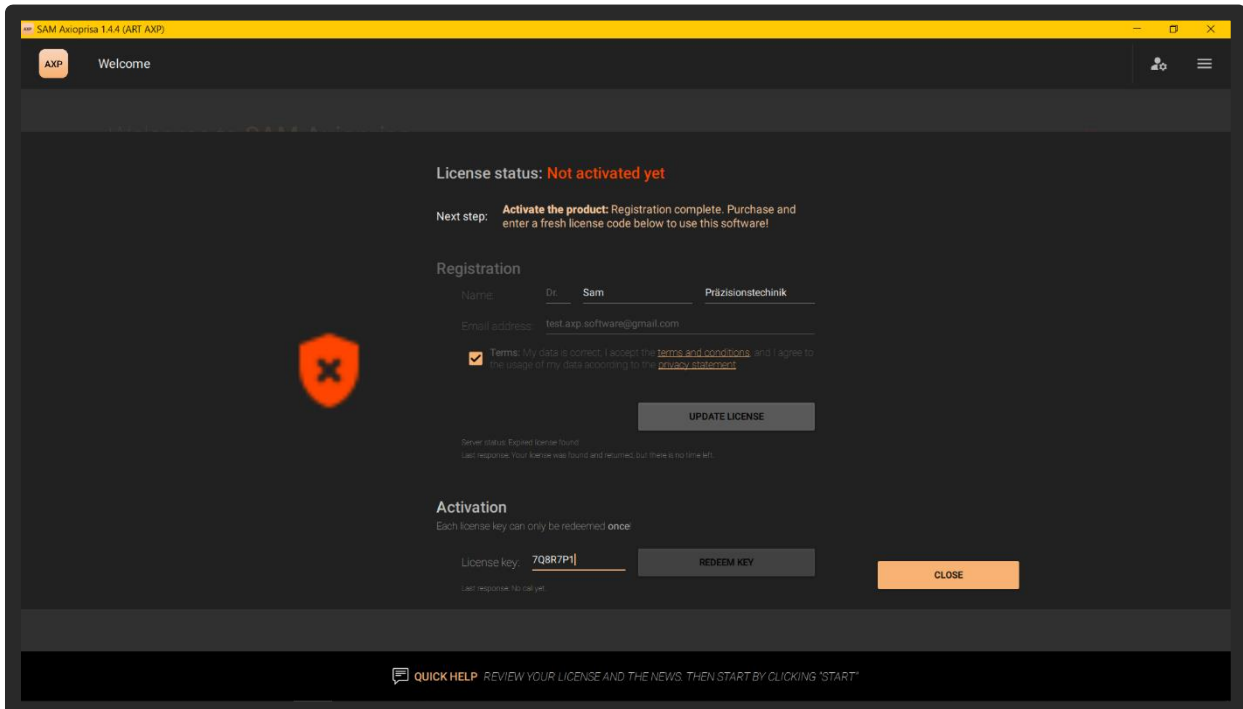 AXP SAM Axioprisa 1.4.4 (ART AXP)
AXP Welcome
License status: Not activated yet
Next step: Activate the product: Registration complete. Purchase and
enter a fresh license code below to use this software!
Registration
Name: Dr. Sam Präzisionstechinik
Email address: test.axp.software@gmail.com
Terms: My data is correct, I accept the terms and conditions, and I agree to
the usage of my data according to the privacy statement.
UPDATE LICENSE
Server status: Expired license found
Last response: Your license was found and returned, but there is no time left.
Activation
Each license key can only be redeemed once!
License key: 7Q8R7P1 REDEEM KEY
CLOSE
Last response: No call yet.
QUICK HELP REVIEW YOUR LICENSE AND THE NEWS. THEN START BY CLICKING "START"